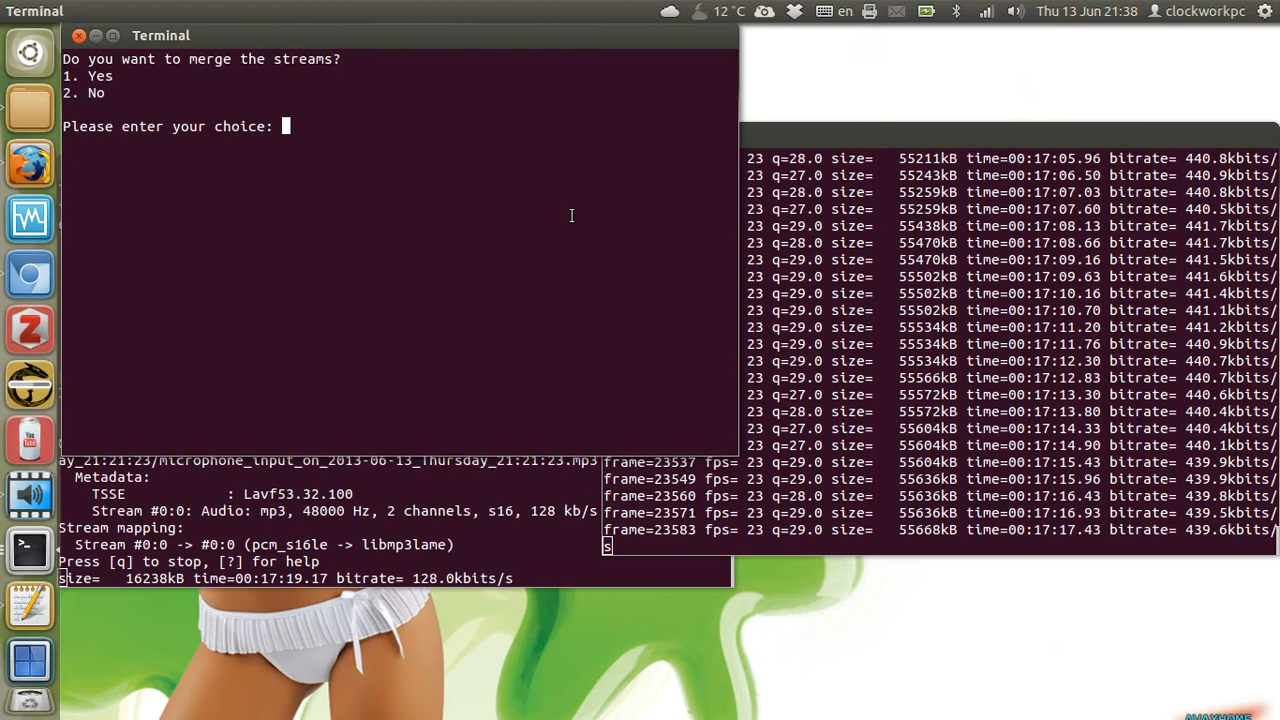 Terminal
12 °C
en
Thu 13 Jun 21:38
clockworkpc
Terminal
Do you want to merge the streams?
1. Yes
2. No
Please enter your choice:
23 q=28.0 size= 55211kB time=00:17:05.96 bitrate= 440.8kbits/
23 q=27.0 size= 55243kB time=00:17:06.50 bitrate= 440.9kbits/
23 q=28.0 size= 55259kB time=00:17:07.03 bitrate= 440.8kbits/
23 q=27.0 size= 55259kB time=00:17:07.60 bitrate= 440.5kbits/
23 q=29.0 size= 55438kB time=00:17:08.13 bitrate= 441.7kbits/
23 q=28.0 size= 55470kB time=00:17:08.66 bitrate= 441.7kbits/
23 q=29.0 size= 55470kB time=00:17:09.16 bitrate= 441.5kbits/
23 q=29.0 size= 55502kB time=00:17:09.63 bitrate= 441.6kbits/
23 q=29.0 size= 55502kB time=00:17:10.16 bitrate= 441.4kbits/
23 q=29.0 size= 55502kB time=00:17:10.70 bitrate= 441.1kbits/
23 q=29.0 size= 55534kB time=00:17:11.20 bitrate= 441.2kbits/
23 q=29.0 size= 55534kB time=00:17:11.76 bitrate= 440.9kbits/
23 q=29.0 size= 55566kB time=00:17:12.30 bitrate= 440.7kbits/
23 q=29.0 size= 55566kB time=00:17:12.83 bitrate= 440.7kbits/
23 q=27.0 size= 55572kB time=00:17:13.30 bitrate= 440.6kbits/
23 q=28.0 size= 55572kB time=00:17:13.80 bitrate= 440.4kbits/
23 q=27.0 size= 55604kB time=00:17:14.33 bitrate= 440.4kbits/
23 q=27.0 size= 55604kB time=00:17:14.90 bitrate= 440.1kbits/
frame=23537 fps= 23 q=29.0 size= 55604kB time=00:17:15.43 bitrate= 439.9kbits/
frame=23549 fps= 23 q=29.0 size= 55636kB time=00:17:15.96 bitrate= 439.9kbits/
frame=23560 fps= 23 q=28.0 size= 55636kB time=00:17:16.43 bitrate= 439.8kbits/
frame=23571 fps= 23 q=29.0 size= 55636kB time=00:17:16.93 bitrate= 439.5kbits/
frame=23583 fps= 23 q=29.0 size= 55668kB time=00:17:17.43 bitrate= 439.6kbits/
s
ay_21:21:23/microphone_input_on_2013-06-13_Thursday_21:21:23.mp3
Metadata:
TSSE : Lavf53.32.100
Stream #0:0: Audio: mp3, 48000 Hz, 2 channels, s16, 128 kb/s
Stream mapping:
Stream #0:0 -> #0:0 (pcm_s16le -> libmp3lame)
Press [q] to stop, [?] for help
size= 16238kB time=00:17:19.17 bitrate= 128.0kbits/s
You
Tube
AVAXHOME